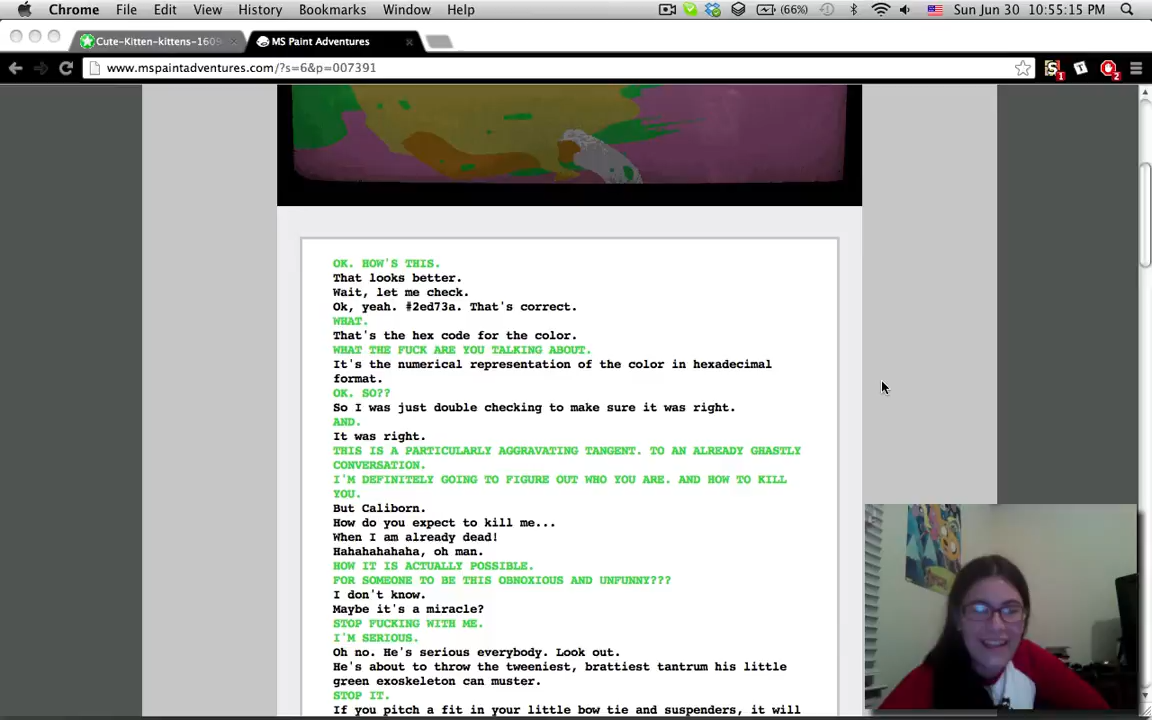 Chrome File Edit View History Bookmarks Window Help (66%) Sun Jun 30 10:55:15 PM
Cute-Kitten-kittens-1609 MS Paint Adventures
www.mspaintadventures.com/?s=6&p=007391
OK. HOW'S THIS.
That looks better.
Wait, let me check.
Ok, yeah. #2ed73a. That's correct.
WHAT.
That's the hex code for the color.
WHAT THE FUCK ARE YOU TALKING ABOUT.
It's the numerical representation of the color in hexadecimal
format.
OK. SO??
So I was just double checking to make sure it was right.
AND.
It was right.
THIS IS A PARTICULARLY AGGRAVATING TANGENT. TO AN ALREADY GHASTLY
CONVERSATION.
I'M DEFINITELY GOING TO FIGURE OUT WHO YOU ARE. AND HOW TO KILL
YOU.
But Caliborn.
How do you expect to kill me...
When I am already dead!
Hahahahahaha, oh man.
HOW IT IS ACTUALLY POSSIBLE.
FOR SOMEONE TO BE THIS OBNOXIOUS AND UNFUNNY???
I don't know.
Maybe it's a miracle?
STOP FUCKING WITH ME.
I'M SERIOUS.
Oh no. He's serious everybody. Look out.
He's about to throw the tweeniest, brattiest tantrum his little
green exoskeleton can muster.
STOP IT.
If you pitch a fit in your little bow tie and suspenders, it will